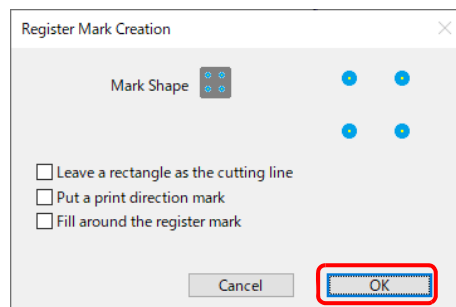 Register Mark Creation
Mark Shape
Leave a rectangle as the cutting line
Put a print direction mark
Fill around the register mark
Cancel OK